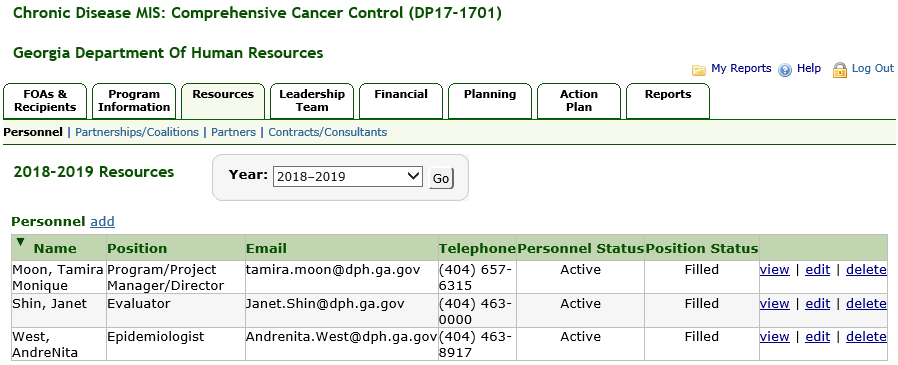 Chronic Disease MIS: Comprehensive Cancer Control (DP17-1701)
Georgia Department Of Human Resources
My Reports Help Log Out
FOAs & Recipients Program Information Resources Leadership Team Financial Planning Action Plan Reports
Personnel | Partnerships/Coalitions | Partners | Contracts/Consultants
2018-2019 Resources Year: 2018-2019 Go
Personnel add
▼ Name Position Email Telephone Personnel Status Position Status
Moon, Tamira Program/Project tamira.moon@dph.ga.gov (404) 657- Active Filled view | edit | delete
Monique Manager/Director 6315
Shin, Janet Evaluator Janet.Shin@dph.ga.gov (404) 463- Active Filled view | edit | delete
0000
West, Epidemiologist Andrenita.West@dph.ga.gov (404) 463- Active Filled view | edit | delete
AndreNita 8917